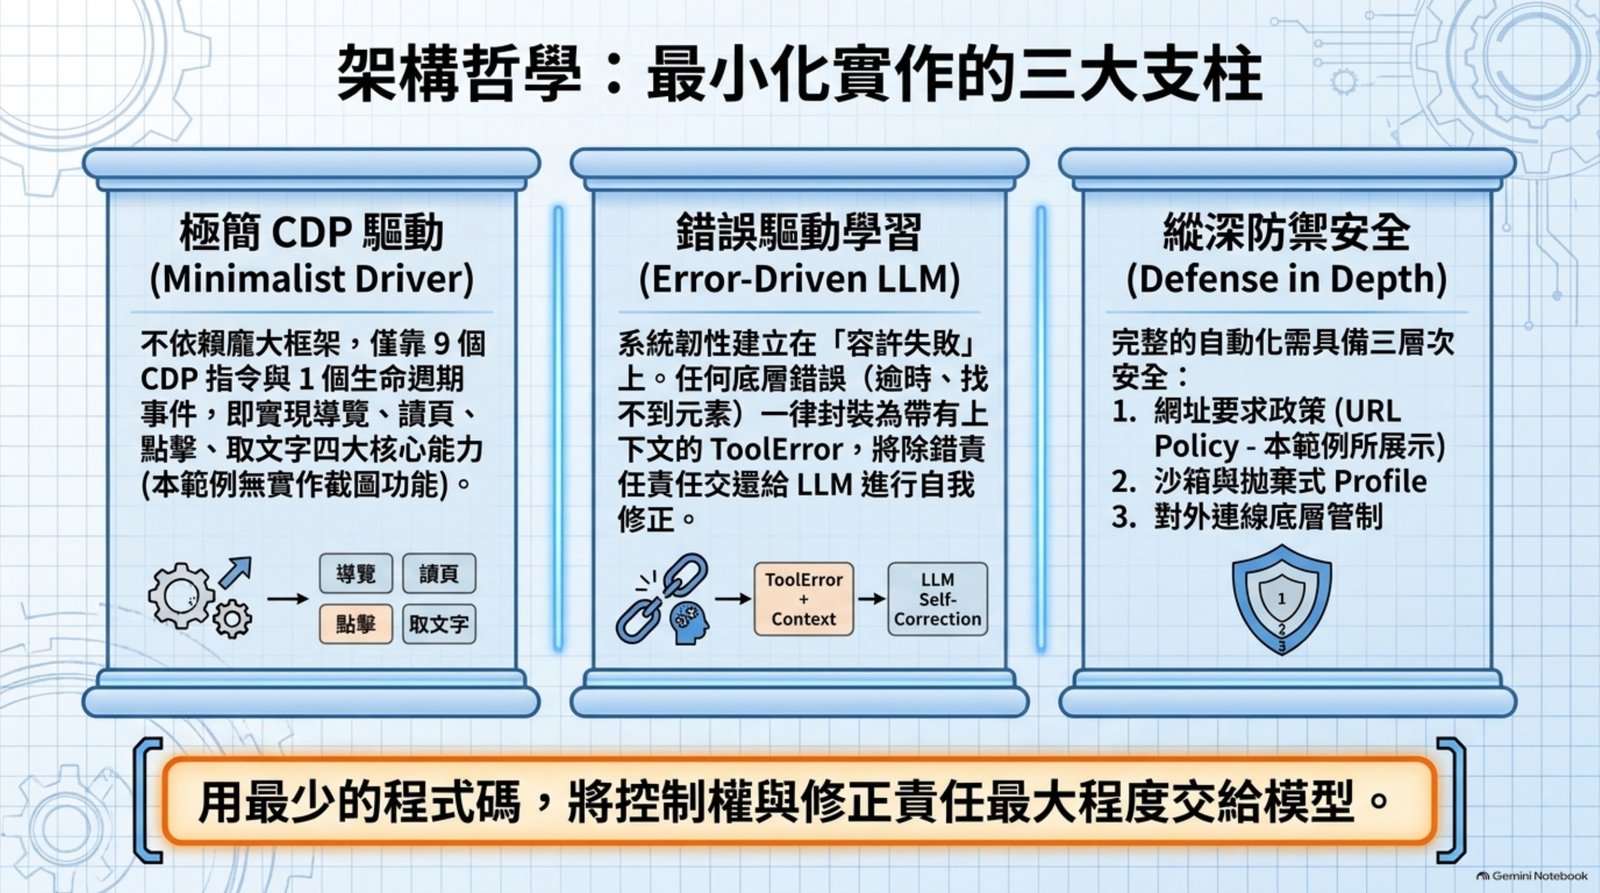 架構哲學：最小化實作的三大支柱
極簡 CDP 驅動
(Minimalist Driver)
不依賴龐大框架，僅靠 9 個
CDP 指令與 1 個生命週期
事件，即實現導覽、讀頁、
點擊、取文字四大核心能力
(本範例無實作截圖功能)。
導覽
讀頁
點擊
取文字
錯誤驅動學習
(Error-Driven LLM)
系統韌性建立在「容許失敗」
上。任何底層錯誤（逾時、找
不到元素）一律封裝為帶有上
下文的 ToolError，將除錯責
任責任交還給 LLM 進行自我
修正。
ToolError
+
Context
LLM
Self-
Correction
縱深防禦安全
(Defense in Depth)
完整的自動化需具備三層次
安全：
1. 網址要求政策 (URL
Policy - 本範例所展示)
2. 沙箱與拋棄式 Profile
3. 對外連線底層管制
1
2
3
用最少的程式碼，將控制權與修正責任最大程度交給模型。
Gemini Notebook